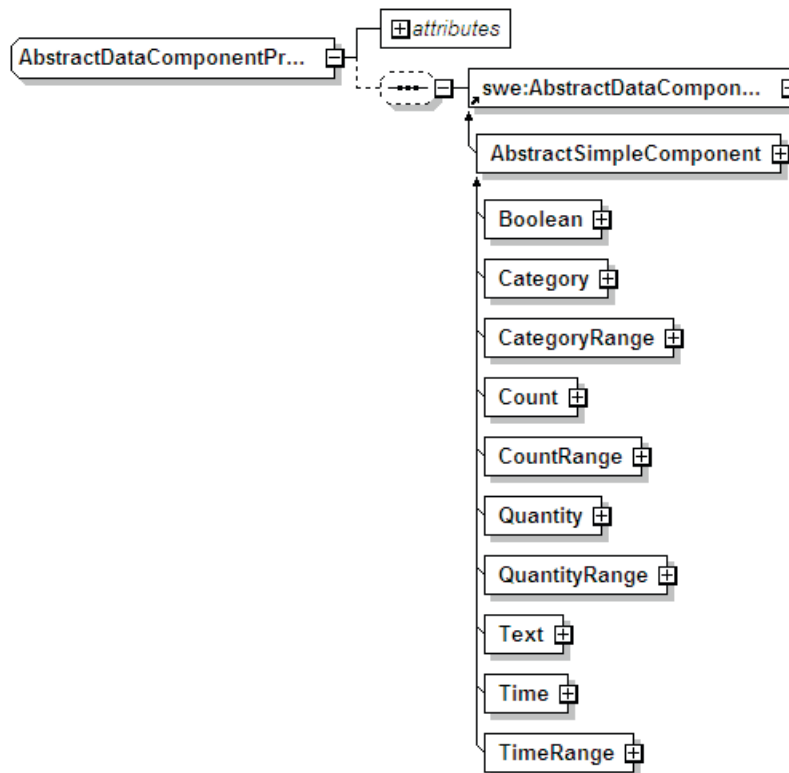 attributes
AbstractDataComponentPr...
swe:AbstractDataCompon...
AbstractSimpleComponent
Boolean
Category
CategoryRange
Count
CountRange
Quantity
QuantityRange
Text
Time
TimeRange